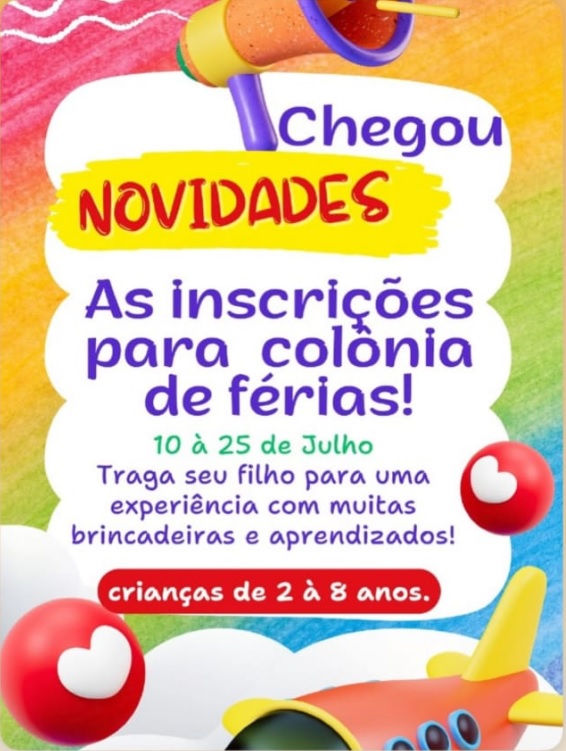 Chegou
NOVIDADES
As inscrições
para colônia
de férias!
10 à 25 de Julho
Traga seu filho para uma
experiência com muitas
brincadeiras e aprendizados!
crianças de 2 à 8 anos.